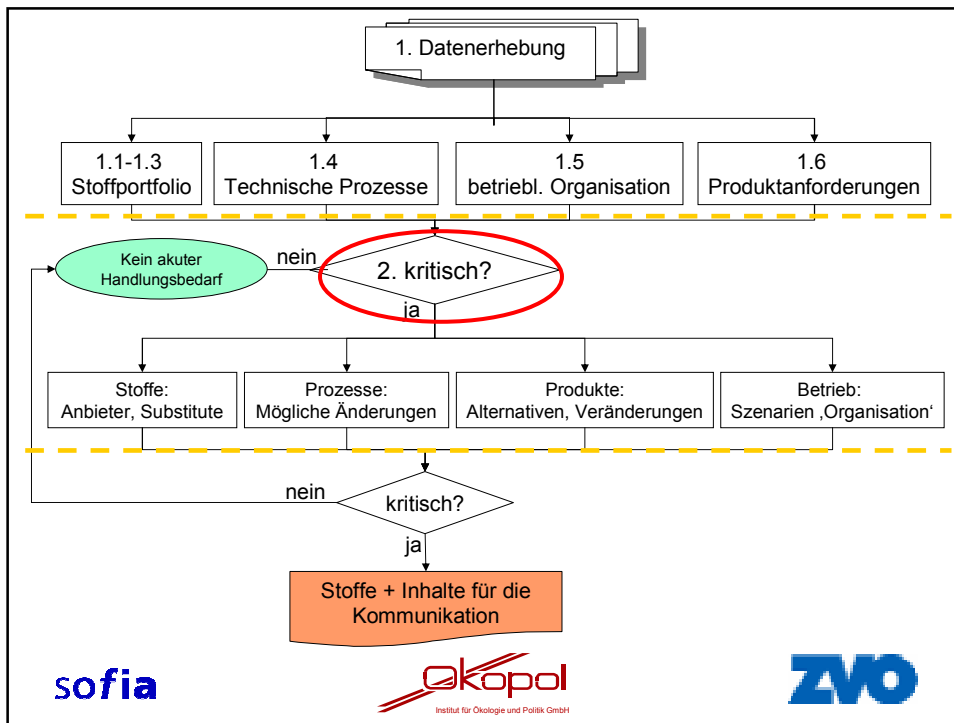 1. Datenerhebung
1.1-1.3
Stoffportfolio
1.4
Technische Prozesse
1.5
betriebl. Organisation
1.6
Produktanforderungen
Kein akuter
Handlungsbedarf
nein
2. kritisch?
ja
Stoffe:
Anbieter, Substitute
Prozesse:
Mögliche Änderungen
Produkte:
Alternativen, Veränderungen
Betrieb:
Szenarien ‚Organisation‘
nein
kritisch?
ja
Stoffe + Inhalte für die
Kommunikation
sofia
Ökopol
Institut für Ökologie und Politik GmbH
ZVO